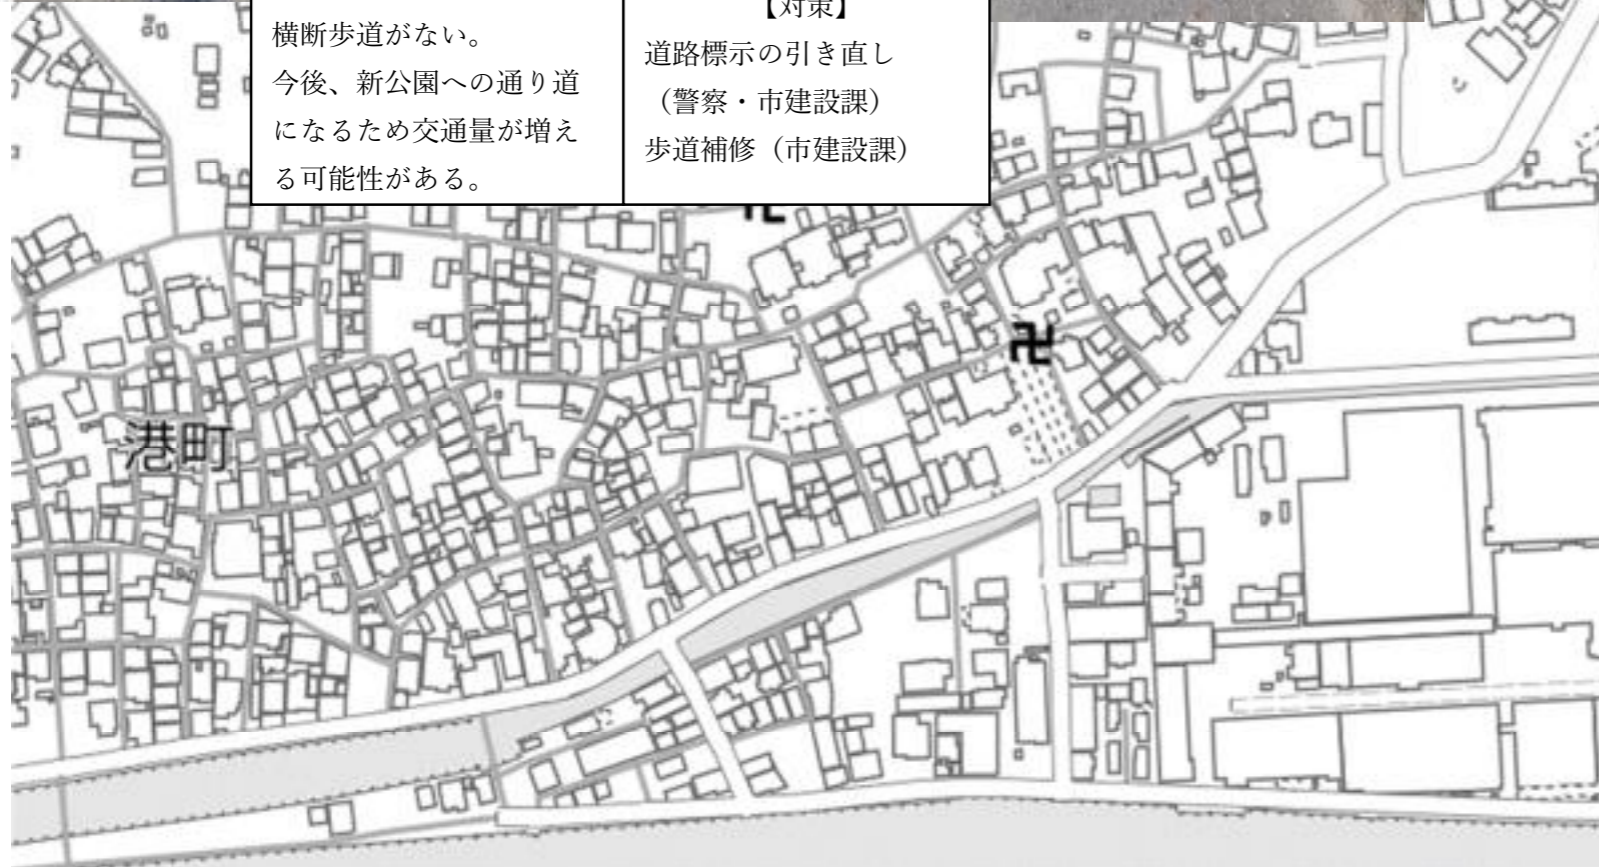 横断歩道がない。
今後、新公園への通り道
になるため交通量が増え
る可能性がある。
【対策】
道路標示の引き直し
（警察・市建設課）
歩道補修（市建設課）
港町